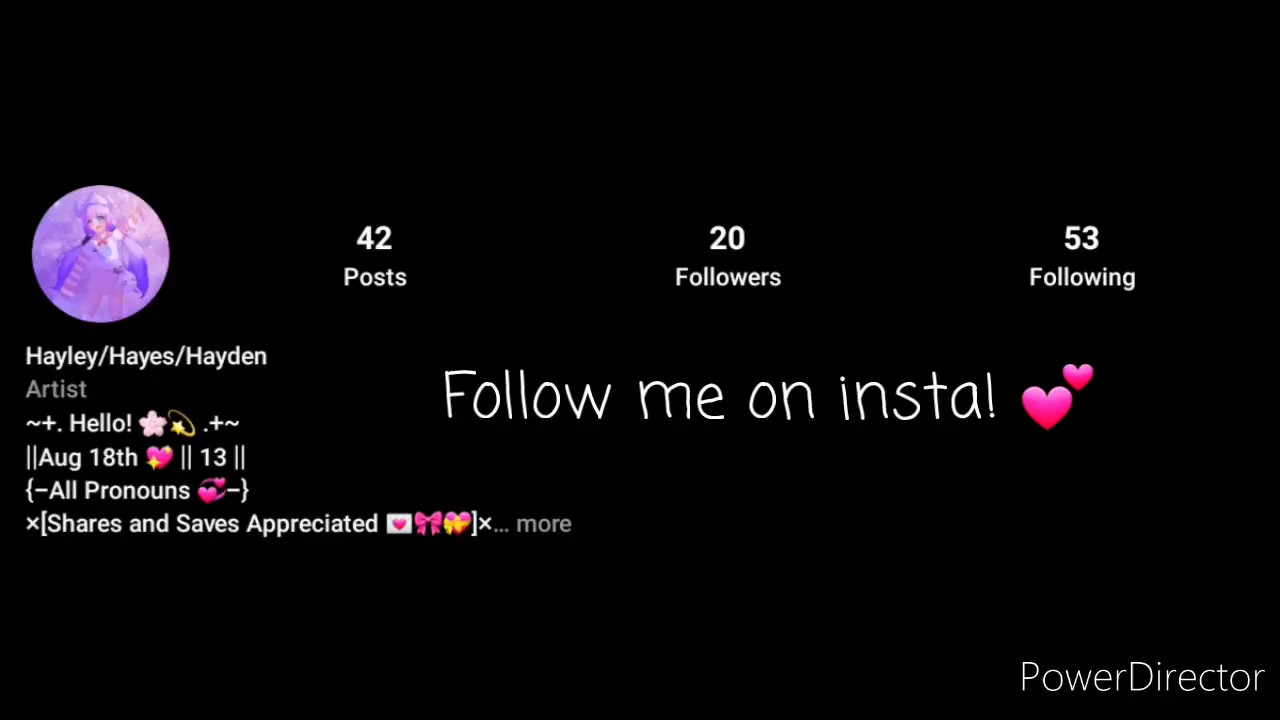 42
Posts
20
Followers
53
Following
Hayley/Hayes/Hayden
Artist
~+. Hello! 🌸💫 .+~
||Aug 18th 💖 || 13 ||
{–All Pronouns 💞–}
×[Shares and Saves Appreciated 💌🎀💝]×... more
Follow me on insta! 💕
PowerDirector